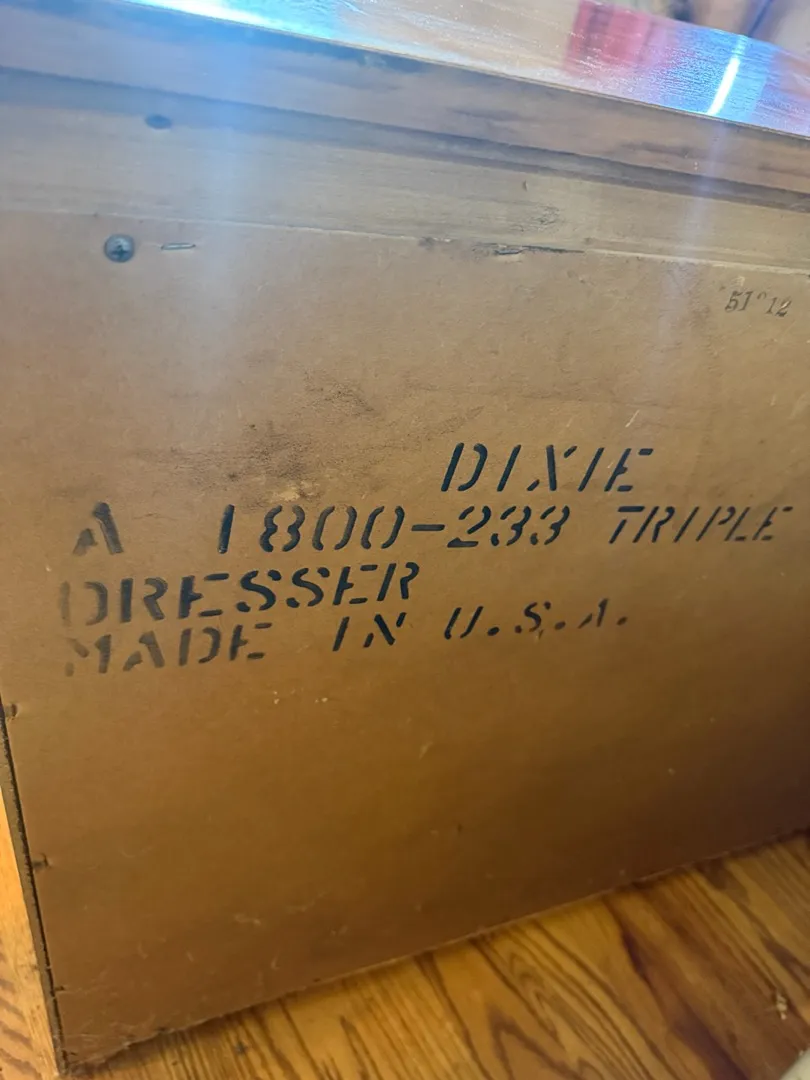 51°12
DIXIE
A 1800-233 TRIPLE
DRESSER
MADE IN U.S.A.